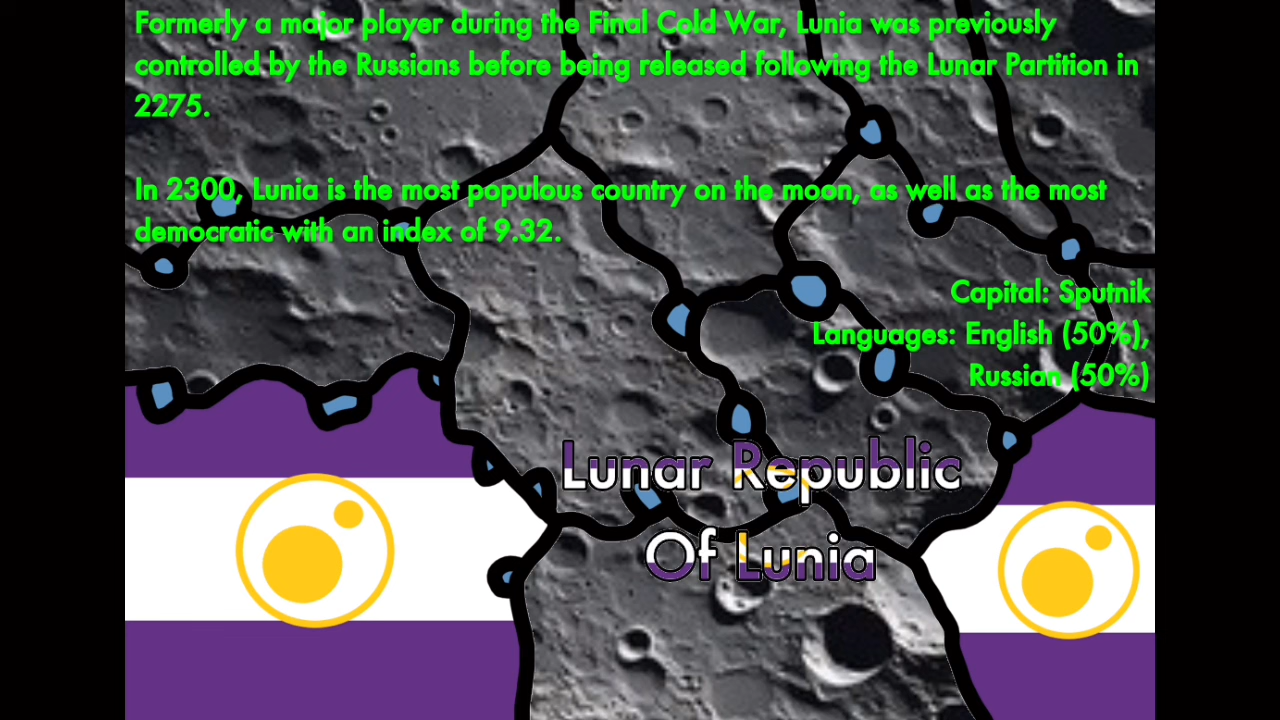 Formerly a major player during the Final Cold War, Lunia was previously
controlled by the Russians before being released following the Lunar Partition in
2275.
In 2300, Lunia is the most populous country on the moon, as well as the most
democratic with an index of 9.32.
Capital: Sputnik
Languages: English (50%),
Russian (50%)
Lunar Republic
Of Lunia